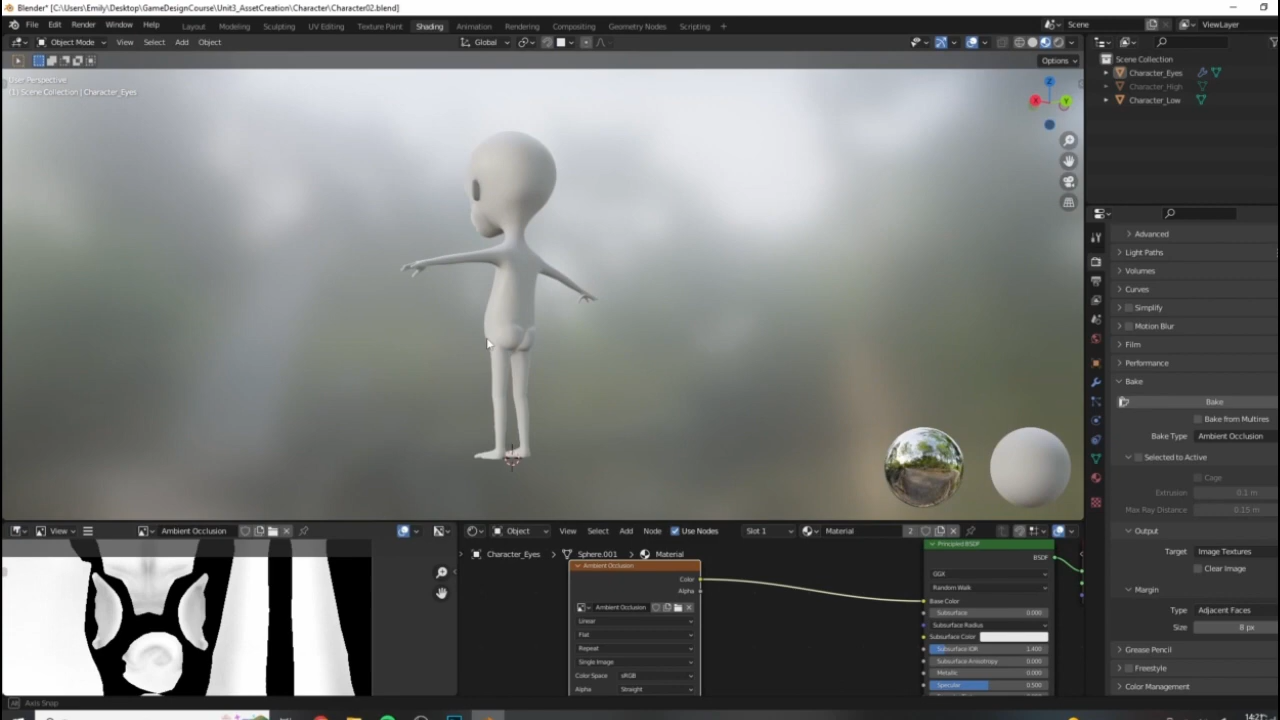 Blender* [C:\Users\Emily\Desktop\GameDesignCourse\Unit3_AssetCreation\Character\Character02.blend]
File Edit Render Window Help Layout Modeling Sculpting UV Editing Texture Paint Shading Animation Rendering Compositing Geometry Nodes Scripting + Scene ViewLayer
Object Mode View Select Add Object Global
Options
User Perspective
(1) Scene Collection | Character_Eyes
Z
X
Y
Scene Collection
Character_Eyes
Character_High
Character_Low
Advanced
Light Paths
Volumes
Curves
Simplify
Motion Blur
Film
Performance
Bake
Bake
Bake from Multires
Bake Type Ambient Occlusion
Selected to Active
Cage
Extrusion 0.1 m
Max Ray Distance 0.15 m
Output
Target Image Textures
Clear Image
Margin
Type Adjacent Faces
Size 8 px
Grease Pencil
Freestyle
Color Management
View Ambient Occlusion
Object View Select Add Node Use Nodes Slot 1 Material 2
Character_Eyes > Sphere.001 > Material
Ambient Occlusion
Color
Alpha
Ambient Occlusion
Linear
Flat
Repeat
Single Image
Color Space sRGB
Alpha Straight
Principled BSDF
BSDF
GGX
Random Walk
Base Color
Subsurface 0.000
Subsurface Radius
Subsurface Color
Subsurface IOR 1.400
Subsurface Anisotropy 0.000
Metallic 0.000
Specular 0.500
Axis Snap
14:21